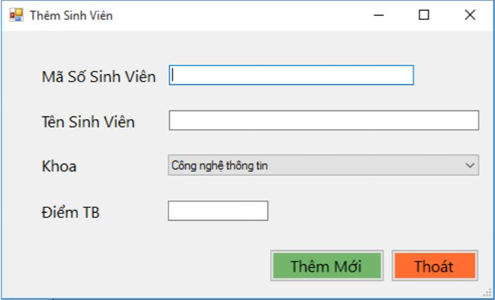 Thêm Sinh Viên
Mã Số Sinh Viên
Tên Sinh Viên
Khoa
Công nghệ thông tin
Điểm TB
Thêm Mới
Thoát